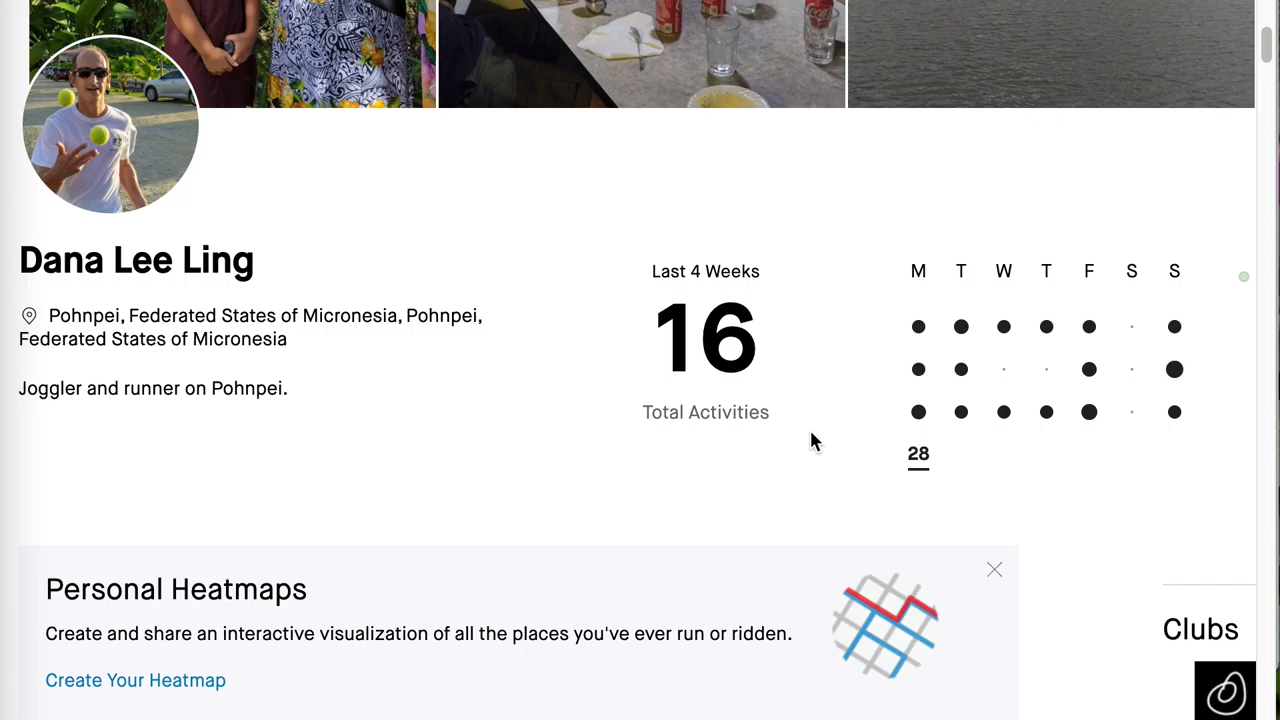 Dana Lee Ling
Pohnpei, Federated States of Micronesia, Pohnpei,
Federated States of Micronesia
Joggler and runner on Pohnpei.
Last 4 Weeks
16
Total Activities
M T W T F S S
28
Personal Heatmaps
Create and share an interactive visualization of all the places you've ever run or ridden.
Create Your Heatmap
Clubs